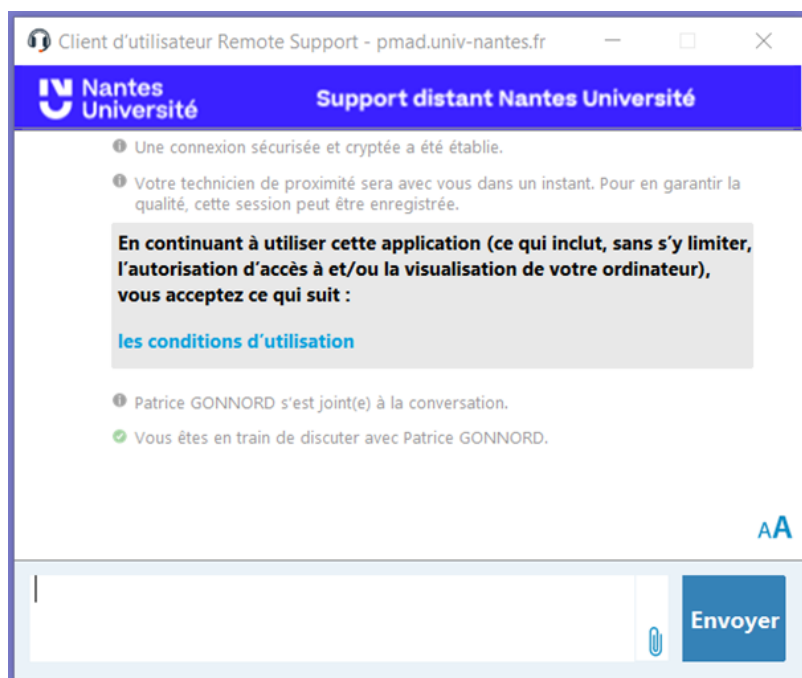 Client d'utilisateur Remote Support - pmad.univ-nantes.fr
Nantes
Université
Support distant Nantes Université
Une connexion sécurisée et cryptée a été établie.
Votre technicien de proximité sera avec vous dans un instant. Pour en garantir la
qualité, cette session peut être enregistrée.
En continuant à utiliser cette application (ce qui inclut, sans s´y limiter,
l´autorisation d´accès à et/ou la visualisation de votre ordinateur),
vous acceptez ce qui suit :
les conditions d´utilisation
Patrice GONNORD s'est joint(e) à la conversation.
Vous êtes en train de discuter avec Patrice GONNORD.
AA
Envoyer